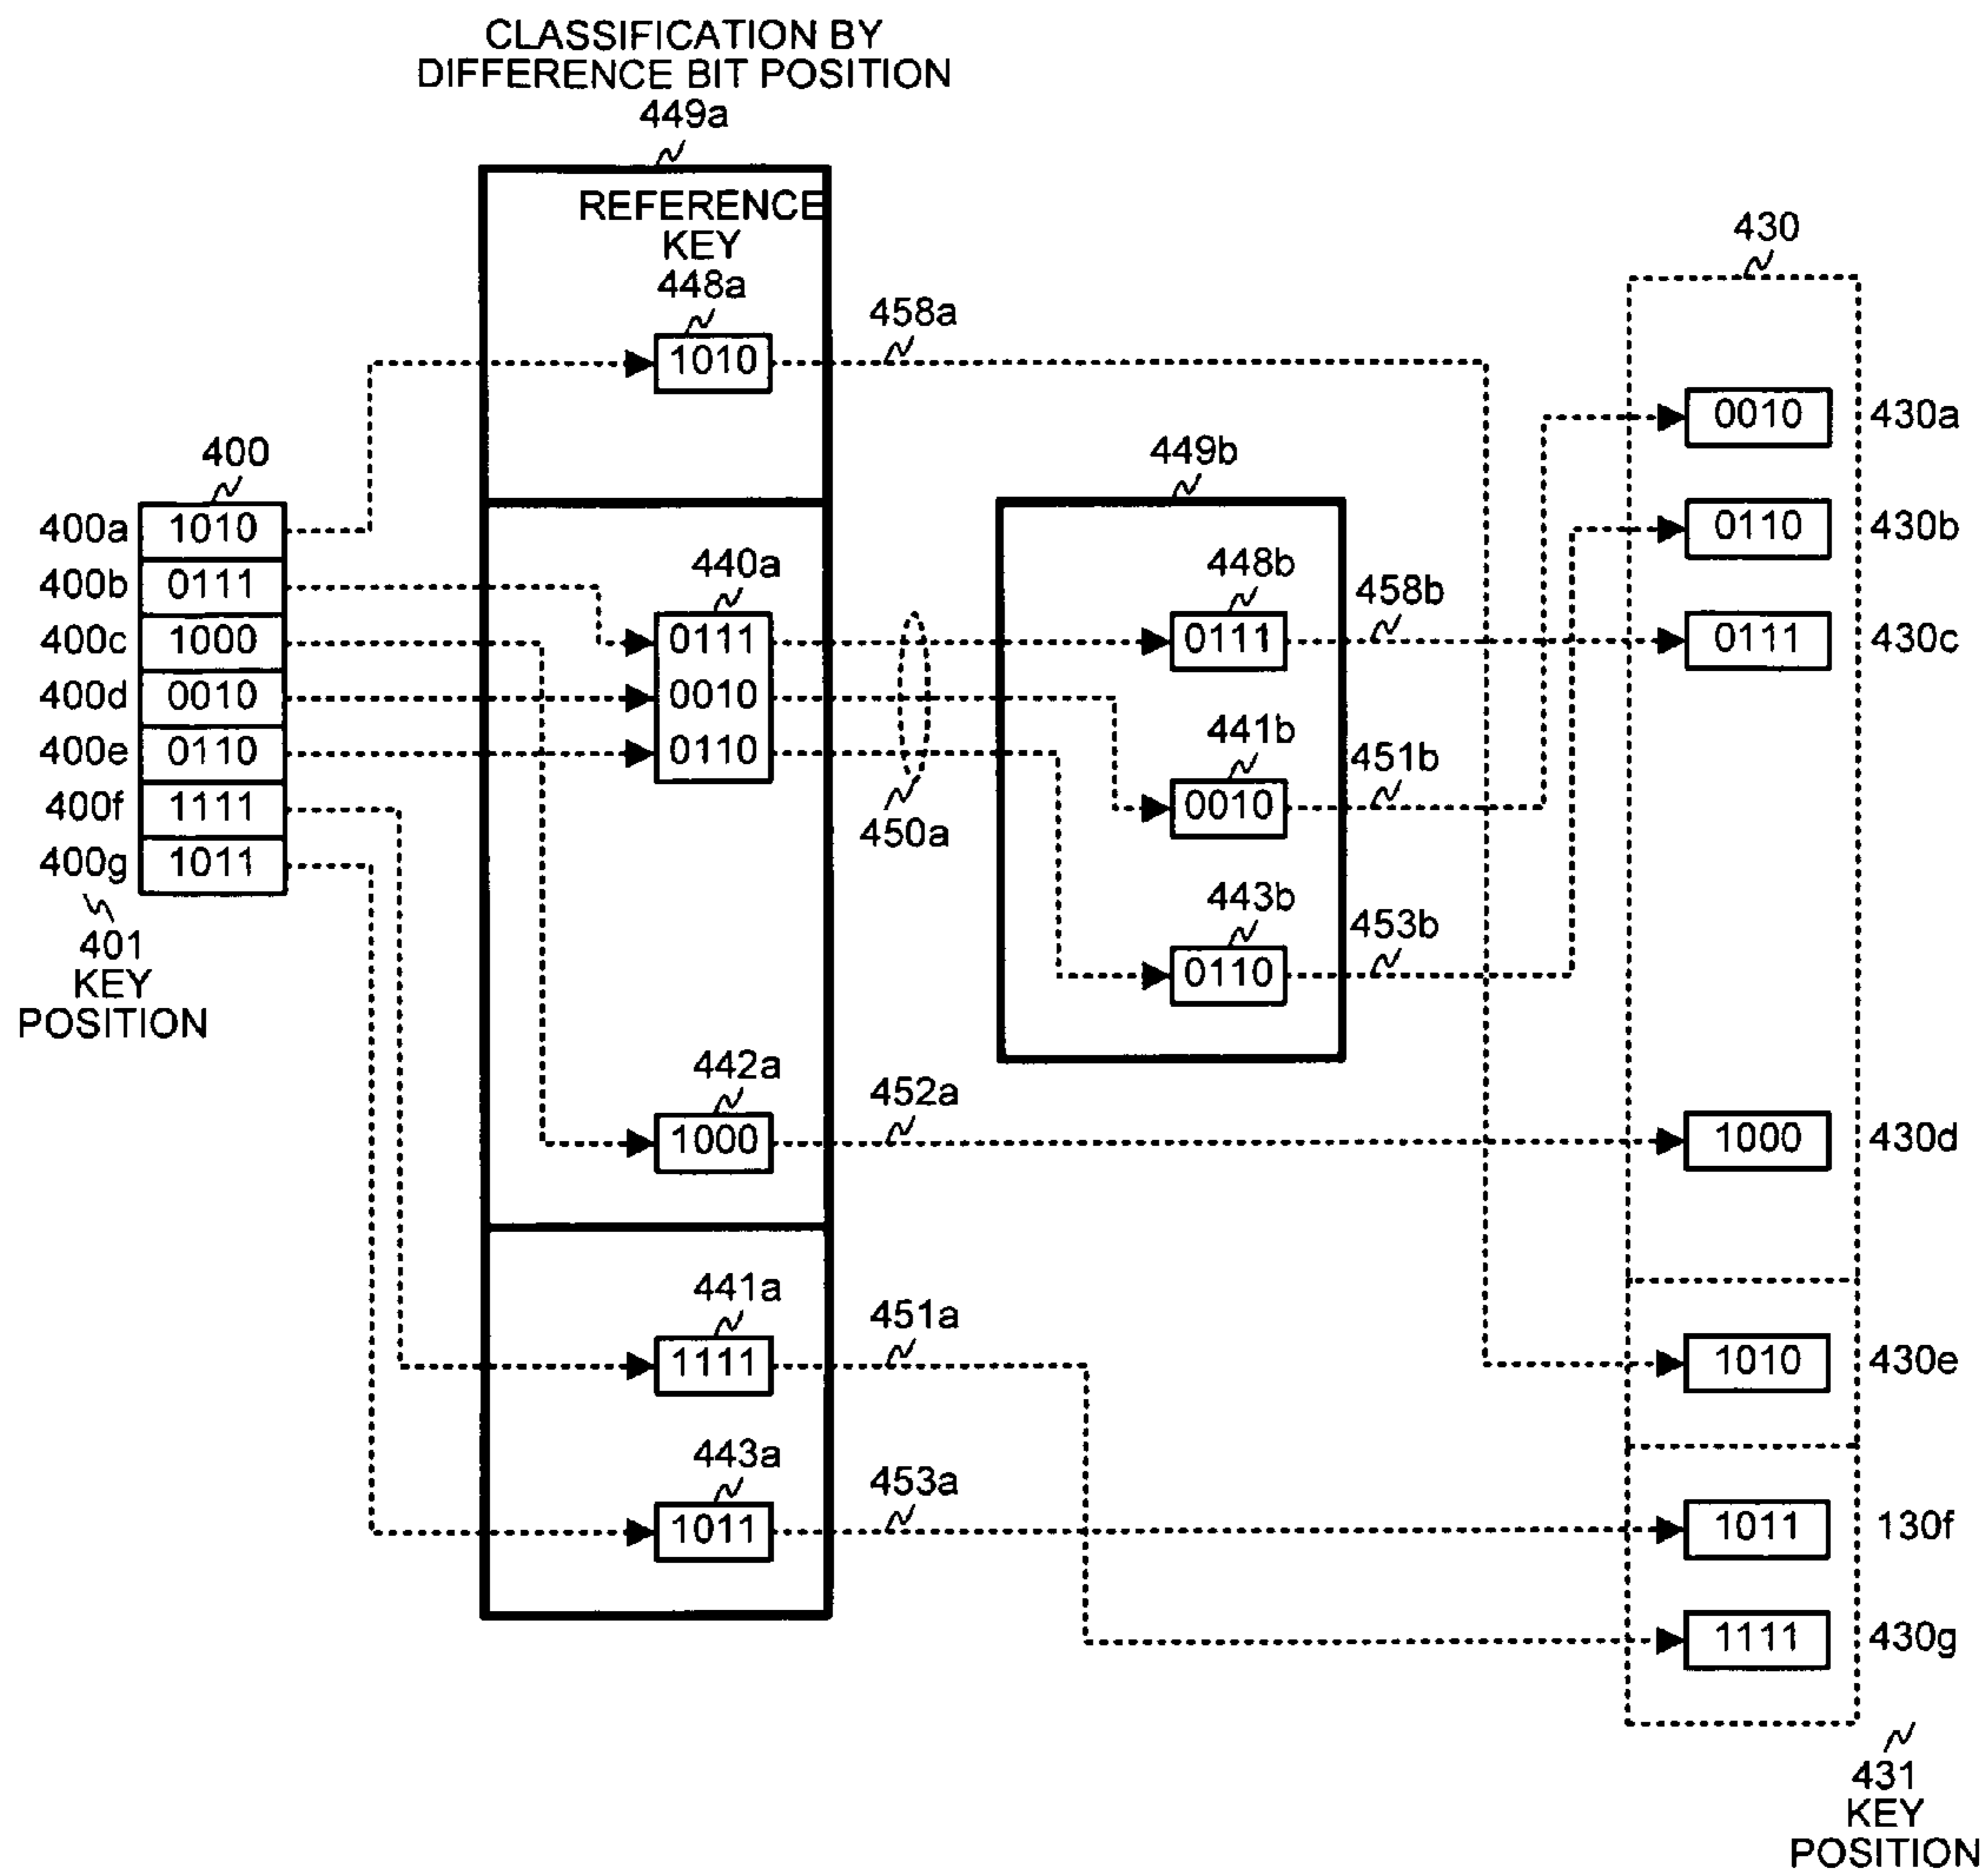 CLASSIFICATION BY
DIFFERENCE BIT POSITION
449a
REFERENCE
KEY
448a
1010
458a
430
0010 430a
0110 430b
0111 430c
400
400a 1010
400b 0111
400c 1000
400d 0010
400e 0110
400f 1111
400g 1011
401
KEY
POSITION
440a
0111
0010
0110
450a
449b
448b
0111
458b
441b
0010
451b
443b
0110
453b
442a
1000
452a
1000 430d
441a
1111
451a
1010 430e
443a
1011
453a
1011 130f
1111 430g
431
KEY
POSITION